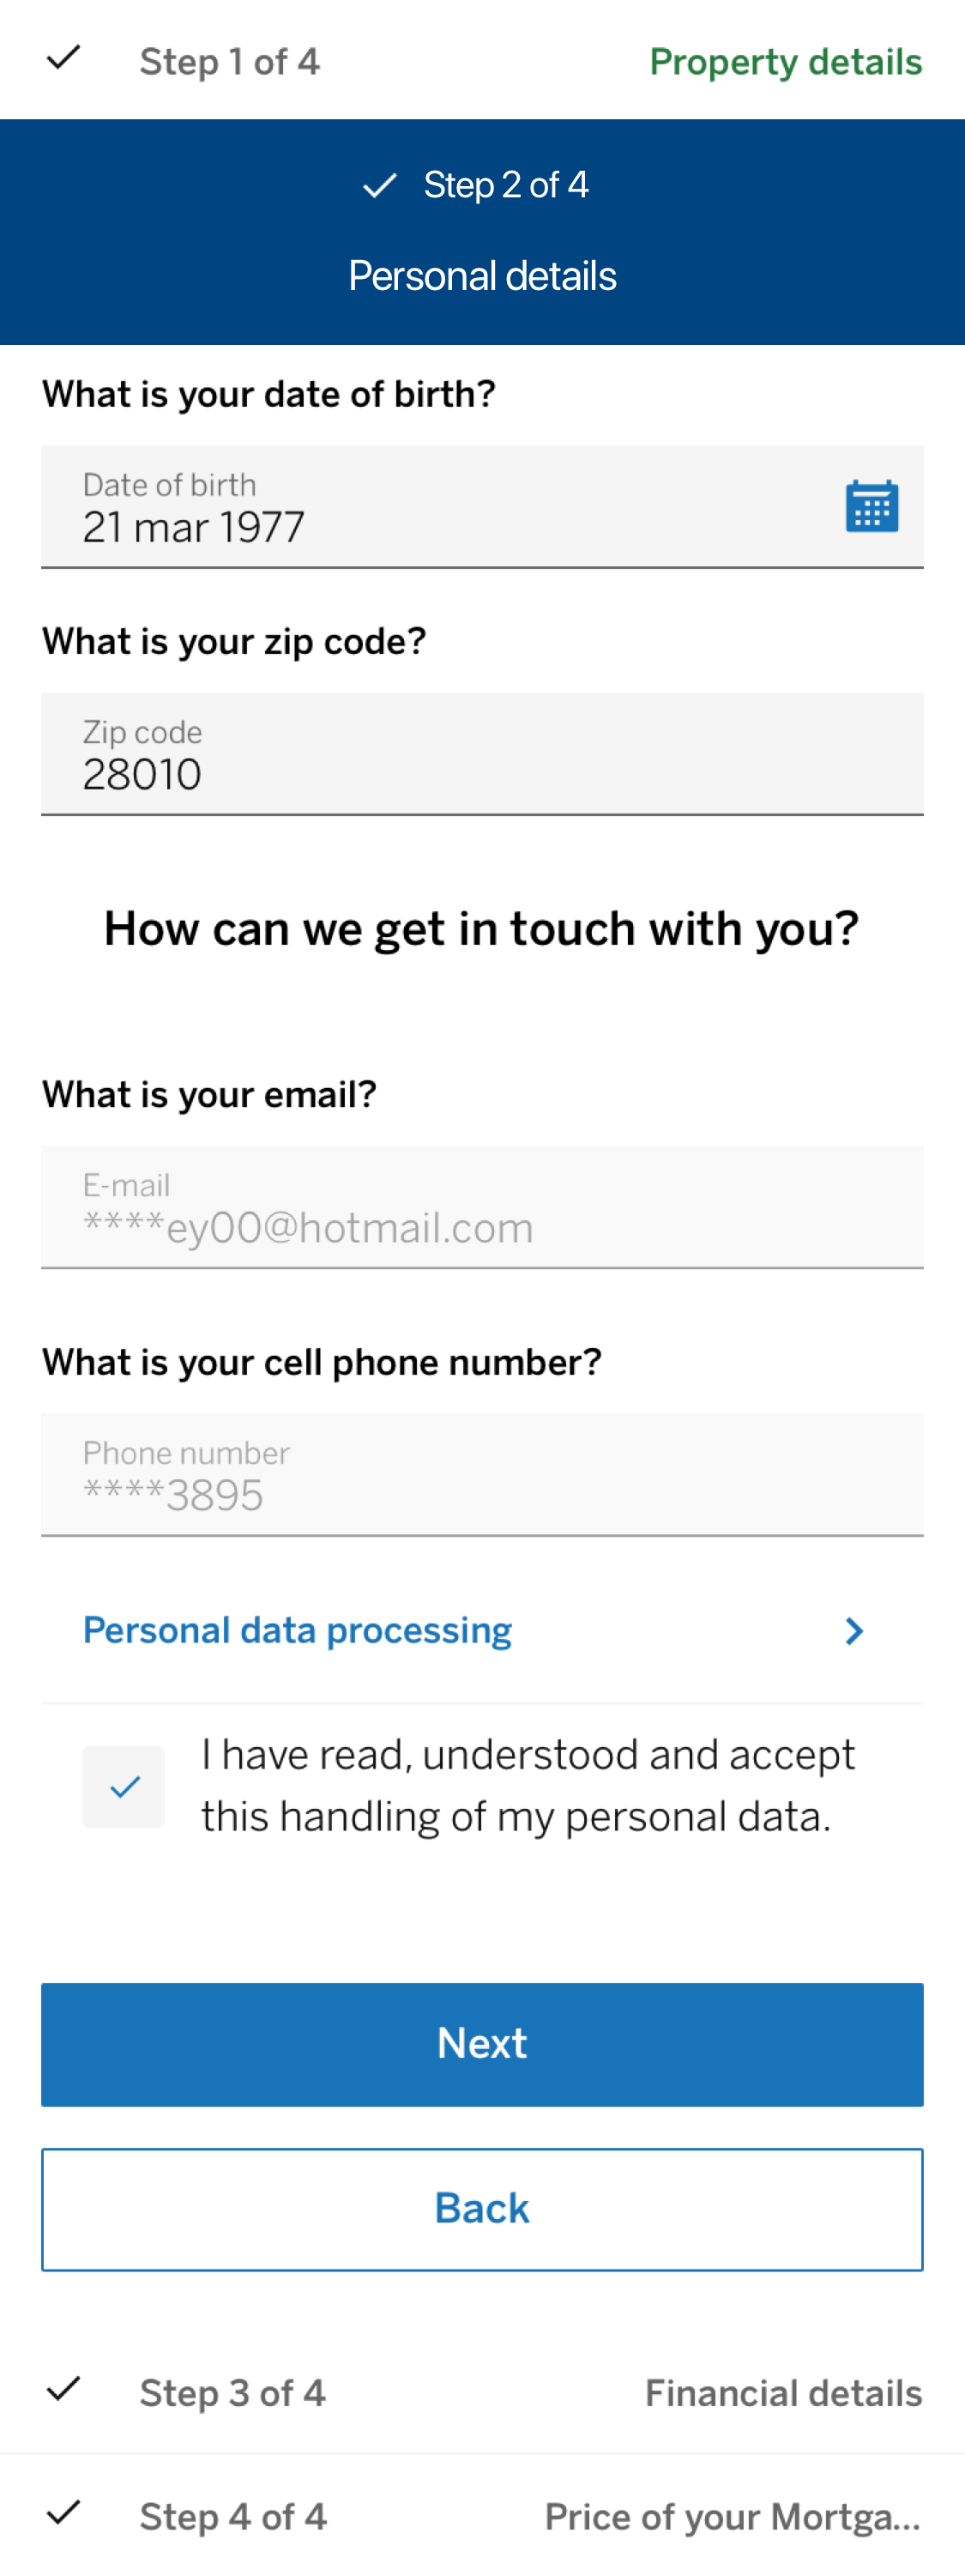 Step 1 of 4 Property details
Step 2 of 4
Personal details
What is your date of birth?
Date of birth
21 mar 1977
What is your zip code?
Zip code
28010
How can we get in touch with you?
What is your email?
E-mail
****ey00@hotmail.com
What is your cell phone number?
Phone number
****3895
Personal data processing
I have read, understood and accept
this handling of my personal data.
Next
Back
Step 3 of 4 Financial details
Step 4 of 4 Price of your Mortga...